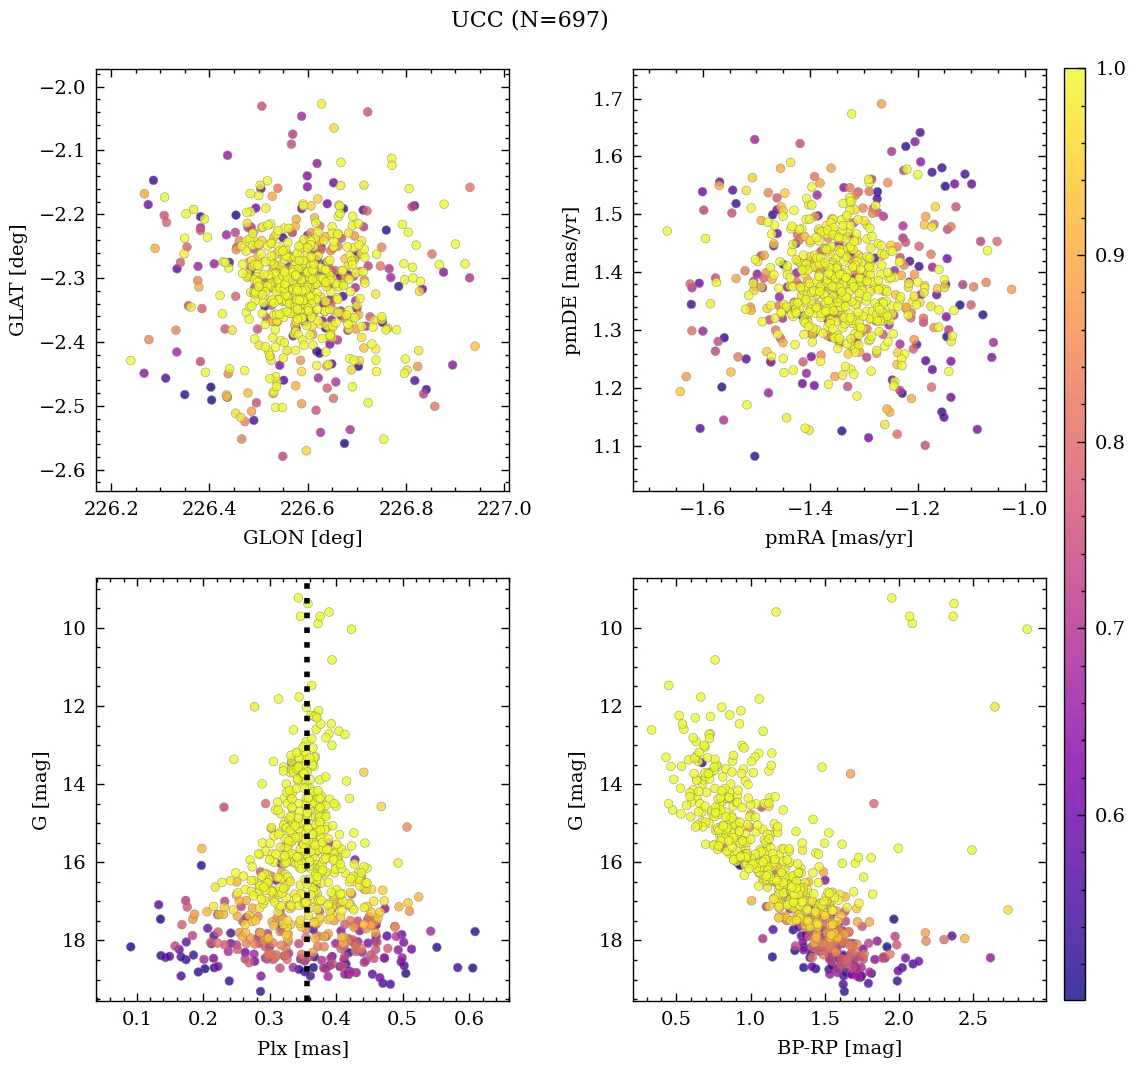 UCC (N=697)
−2.0
−2.1
−2.2
−2.3
−2.4
−2.5
−2.6
GLAT [deg]
226.2 226.4 226.6 226.8 227.0
GLON [deg]
1.7
1.6
1.5
1.4
1.3
1.2
1.1
pmDE [mas/yr]
−1.6 −1.4 −1.2 −1.0
pmRA [mas/yr]
10
12
14
16
18
G [mag]
0.1 0.2 0.3 0.4 0.5 0.6
Plx [mas]
10
12
14
16
18
G [mag]
0.5 1.0 1.5 2.0 2.5
BP-RP [mag]
1.0
0.9
0.8
0.7
0.6